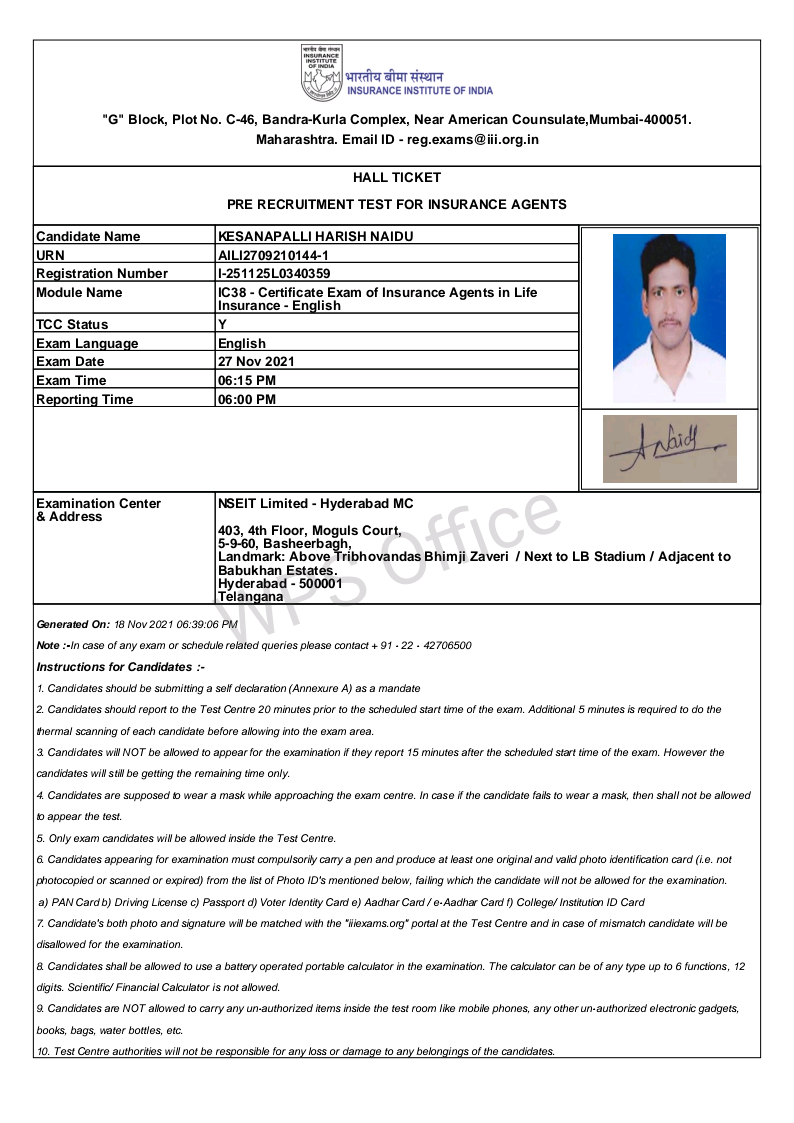 भारतीय बीमा संस्थान
INSURANCE
INSTITUTE
OF INDIA
भारतीय बीमा संस्थान
INSURANCE INSTITUTE OF INDIA
"G" Block, Plot No. C-46, Bandra-Kurla Complex, Near American Counsulate,Mumbai-400051.
Maharashtra. Email ID - reg.exams@iii.org.in
HALL TICKET
PRE RECRUITMENT TEST FOR INSURANCE AGENTS
Candidate Name KESANAPALLI HARISH NAIDU
URN AILI2709210144-1
Registration Number I-251125L0340359
Module Name IC38 - Certificate Exam of Insurance Agents in Life
Insurance - English
TCC Status Y
Exam Language English
Exam Date 27 Nov 2021
Exam Time 06:15 PM
Reporting Time 06:00 PM
A Naidu
Examination Center NSEIT Limited - Hyderabad MC
& Address
403, 4th Floor, Moguls Court,
5-9-60, Basheerbagh,
Landmark: Above Tribhovandas Bhimji Zaveri / Next to LB Stadium / Adjacent to
Babukhan Estates.
Hyderabad - 500001
Telangana
WPS Office
Generated On: 18 Nov 2021 06:39:06 PM
Note :-In case of any exam or schedule related queries please contact + 91 - 22 - 42706500
Instructions for Candidates :-
1. Candidates should be submitting a self declaration (Annexure A) as a mandate
2. Candidates should report to the Test Centre 20 minutes prior to the scheduled start time of the exam. Additional 5 minutes is required to do the
thermal scanning of each candidate before allowing into the exam area.
3. Candidates will NOT be allowed to appear for the examination if they report 15 minutes after the scheduled start time of the exam. However the
candidates will still be getting the remaining time only.
4. Candidates are supposed to wear a mask while approaching the exam centre. In case if the candidate fails to wear a mask, then shall not be allowed
to appear the test.
5. Only exam candidates will be allowed inside the Test Centre.
6. Candidates appearing for examination must compulsorily carry a pen and produce at least one original and valid photo identification card (i.e. not
photocopied or scanned or expired) from the list of Photo ID's mentioned below, failing which the candidate will not be allowed for the examination.
a) PAN Card b) Driving License c) Passport d) Voter Identity Card e) Aadhar Card / e-Aadhar Card f) College/ Institution ID Card
7. Candidate's both photo and signature will be matched with the "iiiexams.org" portal at the Test Centre and in case of mismatch candidate will be
disallowed for the examination.
8. Candidates shall be allowed to use a battery operated portable calculator in the examination. The calculator can be of any type up to 6 functions, 12
digits. Scientific/ Financial Calculator is not allowed.
9. Candidates are NOT allowed to carry any un-authorized items inside the test room like mobile phones, any other un-authorized electronic gadgets,
books, bags, water bottles, etc.
10. Test Centre authorities will not be responsible for any loss or damage to any belongings of the candidates.